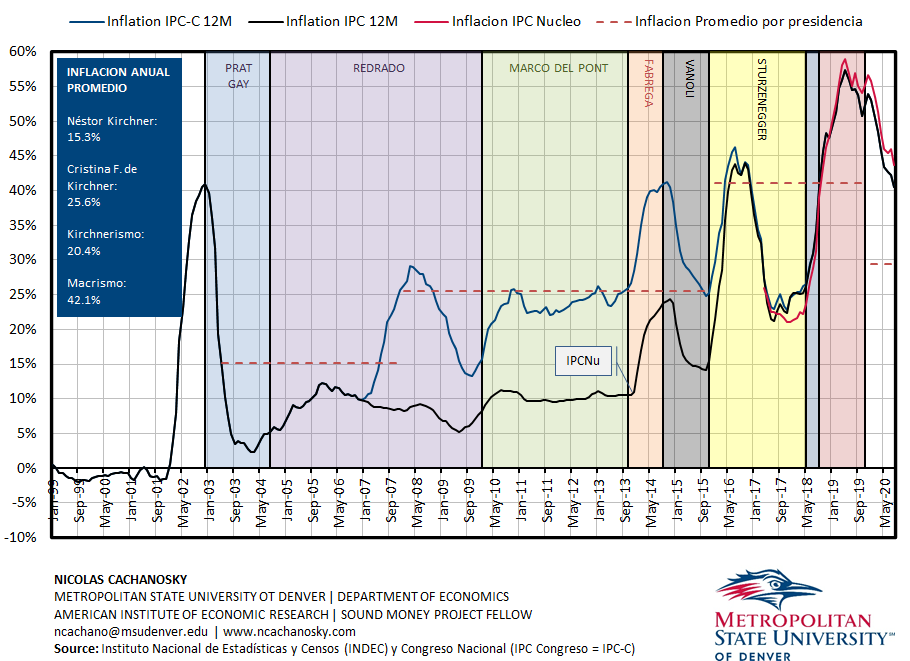 Inflation IPC-C 12M   Inflation IPC 12M   Inflacion IPC Nucleo   Inflacion Promedio por presidencia
60%
55%
50%
45%
40%
35%
30%
25%
20%
15%
10%
5%
0%
-5%
-10%
INFLACION ANUAL
PROMEDIO
Néstor Kirchner:
15.3%
Cristina F. de
Kirchner:
25.6%
Kirchnerismo:
20.4%
Macrismo:
42.1%
PRAT
GAY
REDRADO
MARCO DEL PONT
FABREGA
VANOLI
STURZENEGGER
IPCNu
Jan-99 Sep-99 May-00 Jan-01 Sep-01 May-02 Jan-03 Sep-03 May-04 Jan-05 Sep-05 May-06 Jan-07 Sep-07 May-08 Jan-09 Sep-09 May-10 Jan-11 Sep-11 May-12 Jan-13 Sep-13 May-14 Jan-15 Sep-15 May-16 Jan-17 Sep-17 May-18 Jan-19 Sep-19 May-20
NICOLAS CACHANOSKY
METROPOLITAN STATE UNIVERSITY OT DENVER | DEPARTMENT OF ECONOMICS
AMERICAN INSTITUTE OF ECONOMIC RESEARCH | SOUND MONEY PROJECT FELLOW
ncachano@msudenver.edu | www.ncachanosky.com
Source: Instituto Nacional de Estadísticas y Censos (INDEC) y Congreso Nacional (IPC Congreso = IPC-C)
METROPOLITAN
STATE UNIVERSITY™
OF DENVER